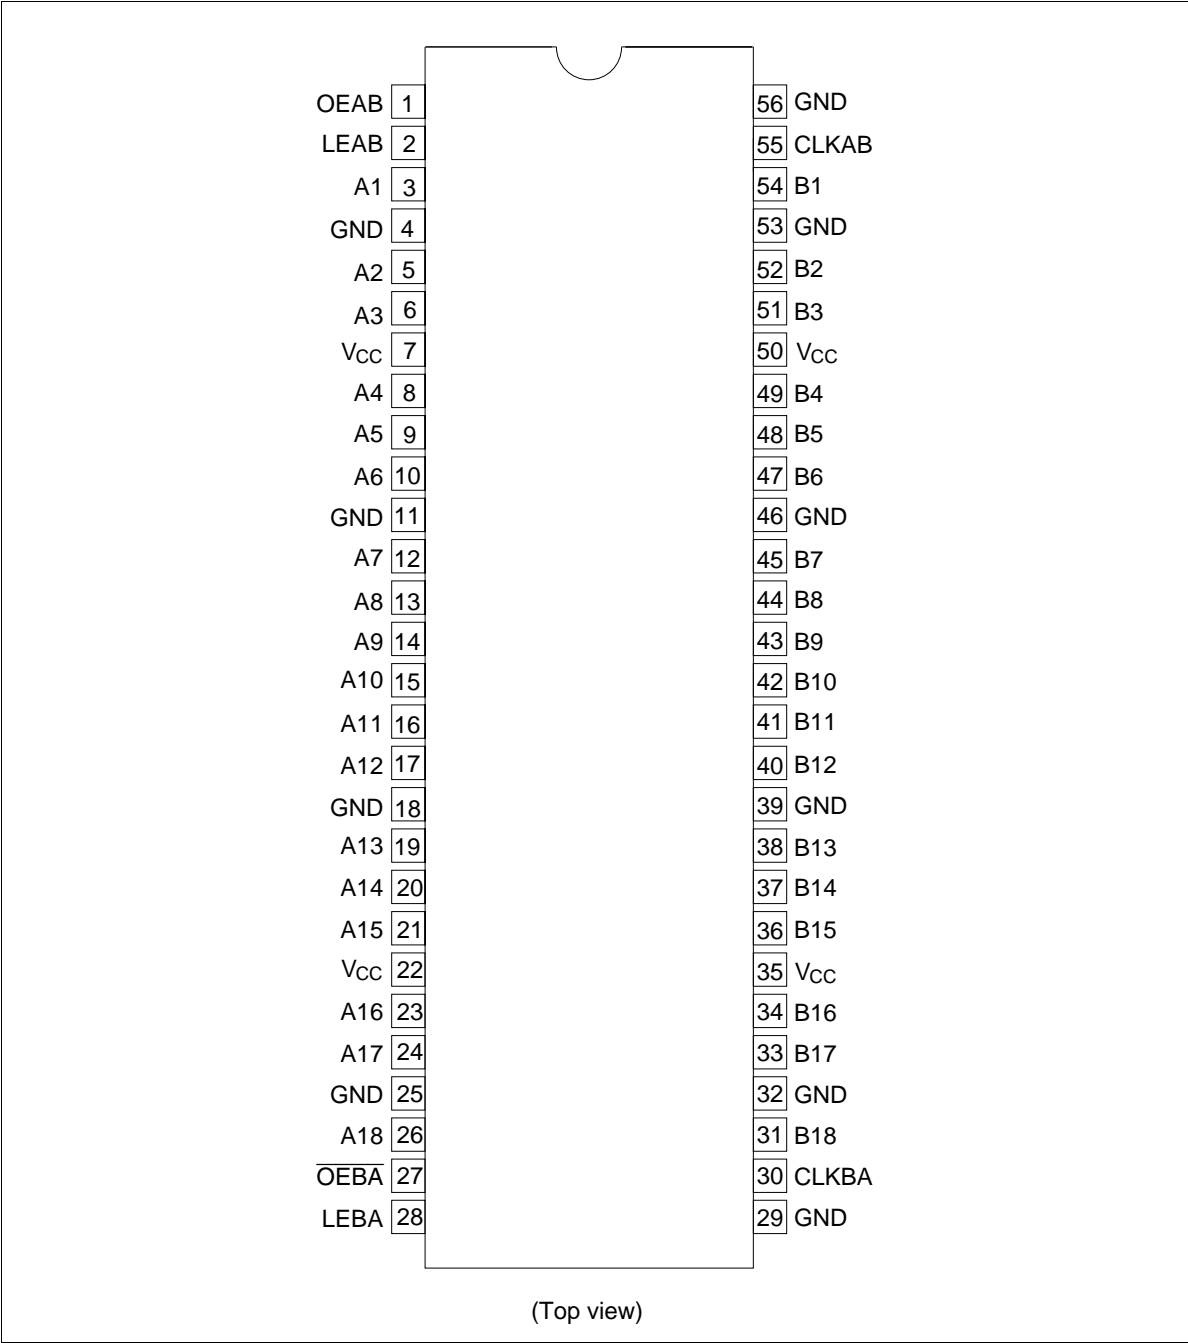 OEAB 1 56 GND
LEAB 2 55 CLKAB
A1 3 54 B1
GND 4 53 GND
A2 5 52 B2
A3 6 51 B3
VCC 7 50 VCC
A4 8 49 B4
A5 9 48 B5
A6 10 47 B6
GND 11 46 GND
A7 12 45 B7
A8 13 44 B8
A9 14 43 B9
A10 15 42 B10
A11 16 41 B11
A12 17 40 B12
GND 18 39 GND
A13 19 38 B13
A14 20 37 B14
A15 21 36 B15
VCC 22 35 VCC
A16 23 34 B16
A17 24 33 B17
GND 25 32 GND
A18 26 31 B18
O̅E̅B̅A̅ 27 30 CLKBA
LEBA 28 29 GND
(Top view)